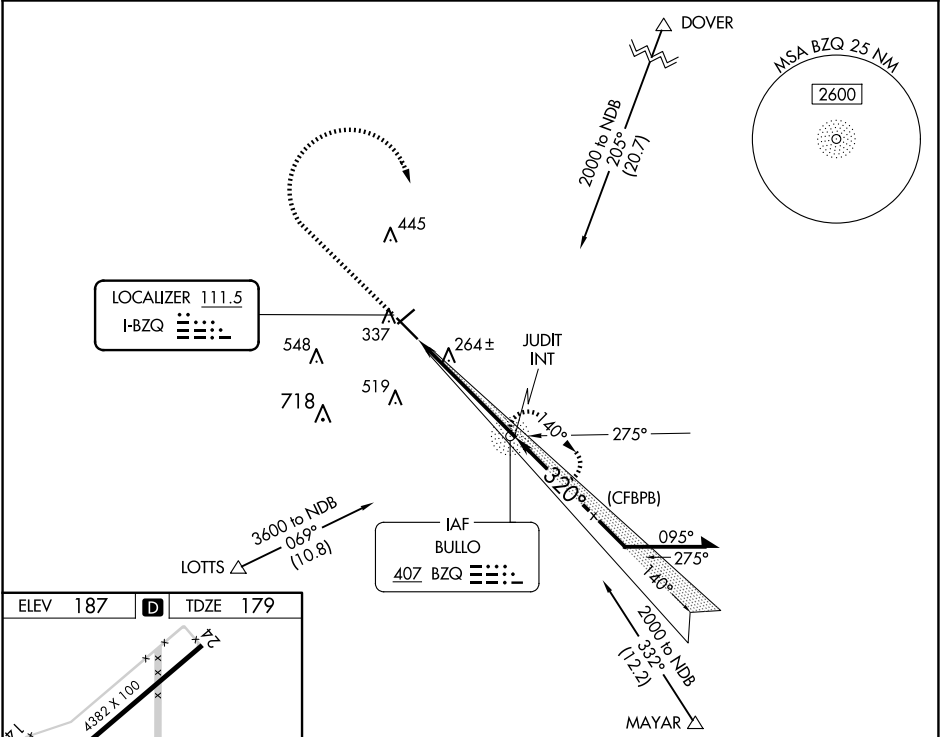 DOVER
MSA BZQ 25 NM
2600
2000 to NDB
205°
(20.7)
445
LOCALIZER 111.5
I-BZQ
337
548
264 ±
JUDIT
INT
718
519
140°
275°
320°
(CFBPB)
3600 to NDB
069°
(10.8)
LOTTS
IAF
BULLO
407 BZQ
095°
275°
140°
2000 to NDB
332°
(12.2)
MAYAR
ELEV 187 D TDZE 179
24
4382 X 100
14